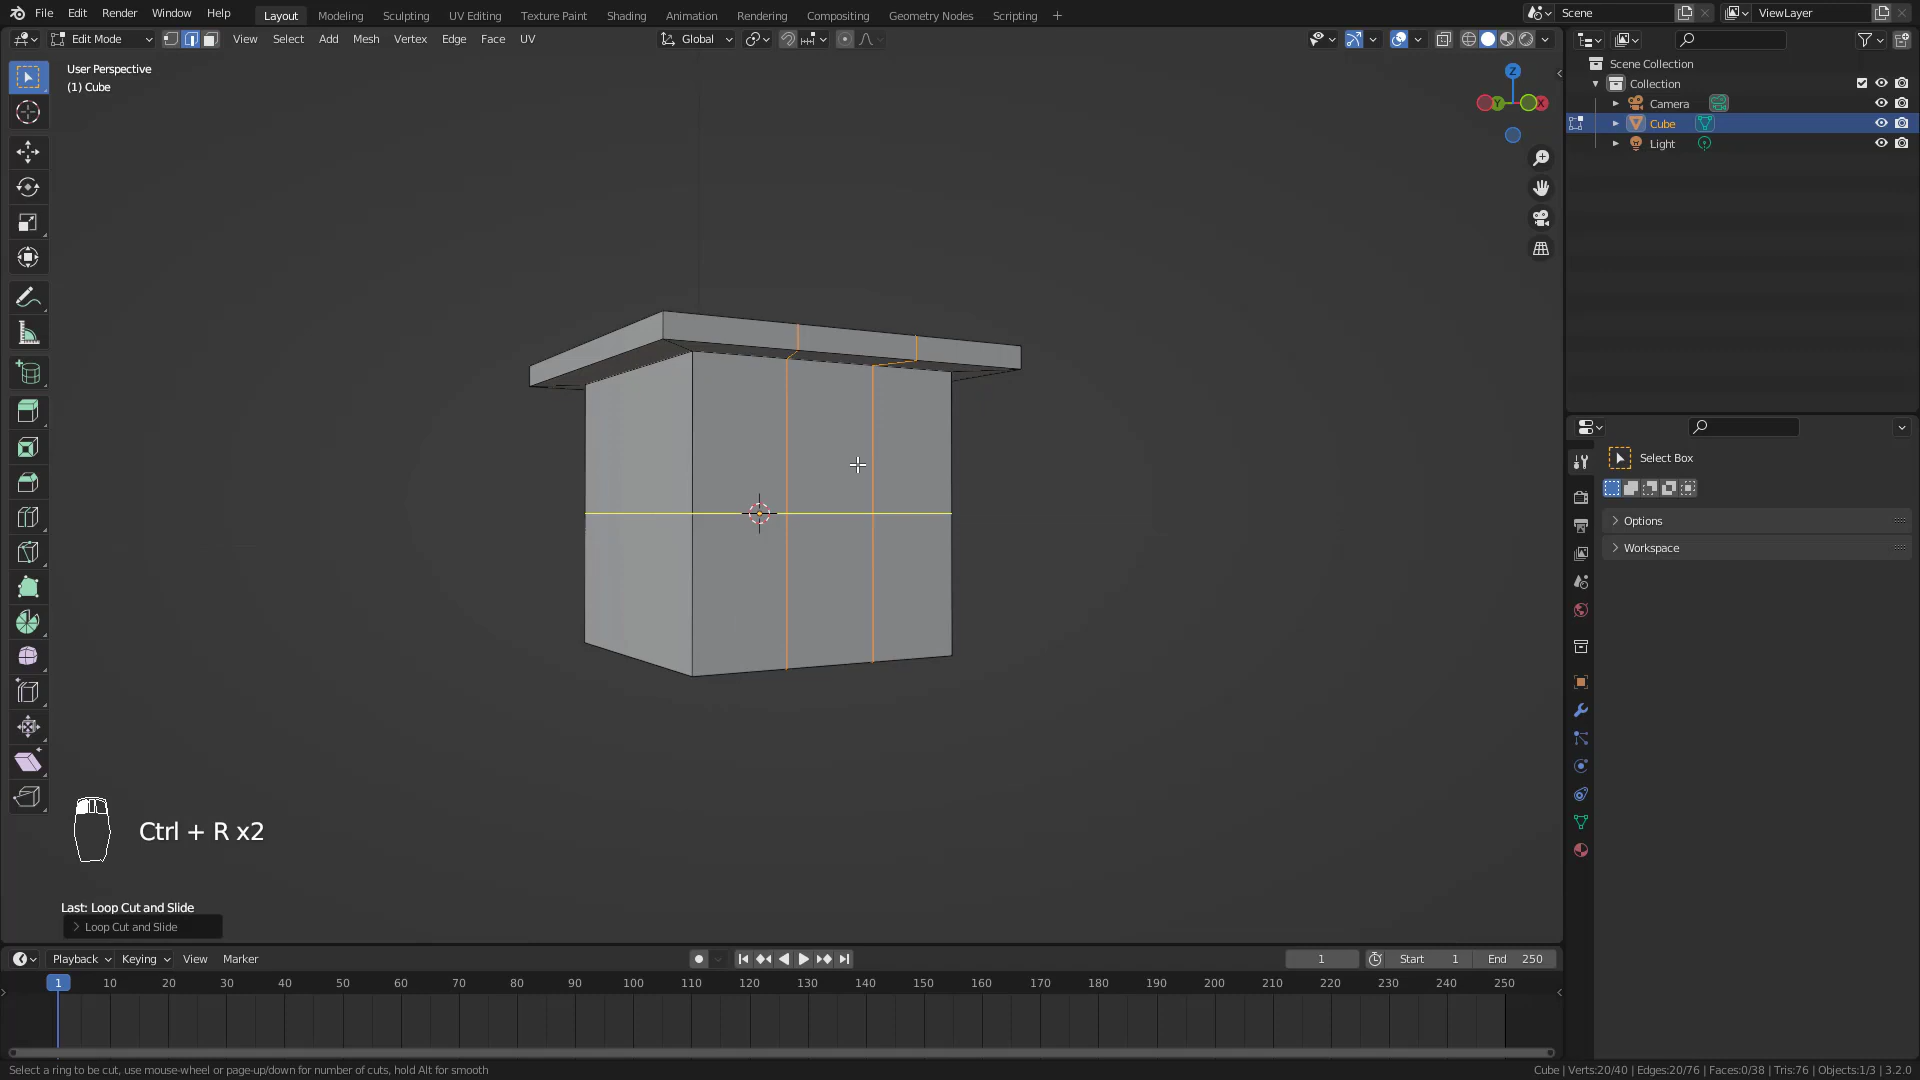 File Edit Render Window Help Layout Modeling Sculpting UV Editing Texture Paint Shading Animation Rendering Compositing Geometry Nodes Scripting + Scene ViewLayer
Edit Mode View Select Add Mesh Vertex Edge Face UV Global
User Perspective
(1) Cube
Z
Y
X
Scene Collection
Collection
Camera
Cube
Light
Select Box
Options
Workspace
Ctrl + R x2
Last: Loop Cut and Slide
Loop Cut and Slide
Playback Keying View Marker 1 Start 1 End 250
1 10 20 30 40 50 60 70 80 90 100 110 120 130 140 150 160 170 180 190 200 210 220 230 240 250
Select a ring to be cut, use mouse-wheel or page-up/down for number of cuts, hold Alt for smooth
Cube | Verts:20/40 | Edges:20/76 | Faces:0/38 | Tris:76 | Objects:1/3 | 3.2.0